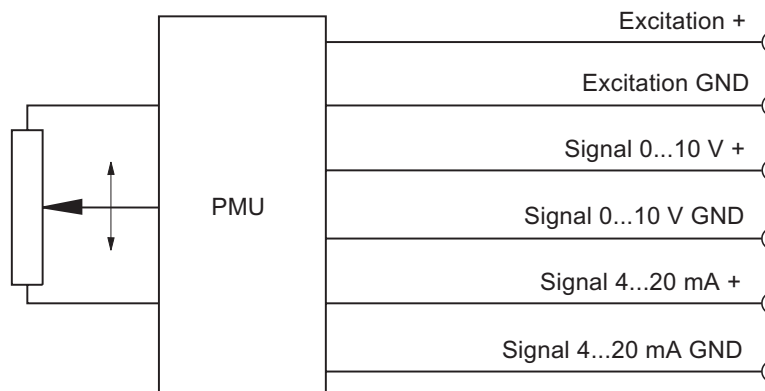 Excitation +
Excitation GND
Signal 0...10 V +
PMU
Signal 0...10 V GND
Signal 4...20 mA +
Signal 4...20 mA GND